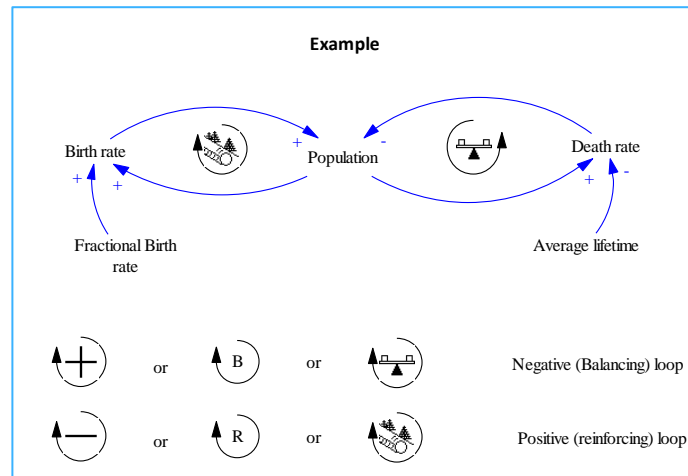 Example
Birth rate
+
-
Population
Death rate
+
+
+
-
Fractional Birth
rate
Average lifetime
+
or
B
or
Negative (Balancing) loop
-
or
R
or
Positive (reinforcing) loop